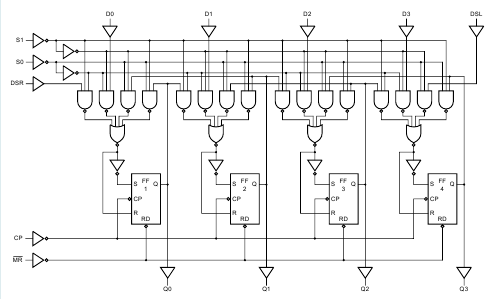 D0 D1 D2 D3 DSL
S1
S0
DSR
S FF Q S FF Q S FF Q S FF Q
1 2 3 4
CP CP CP CP
R RD R RD R RD R RD
CP
MR
Q0 Q1 Q2 Q3